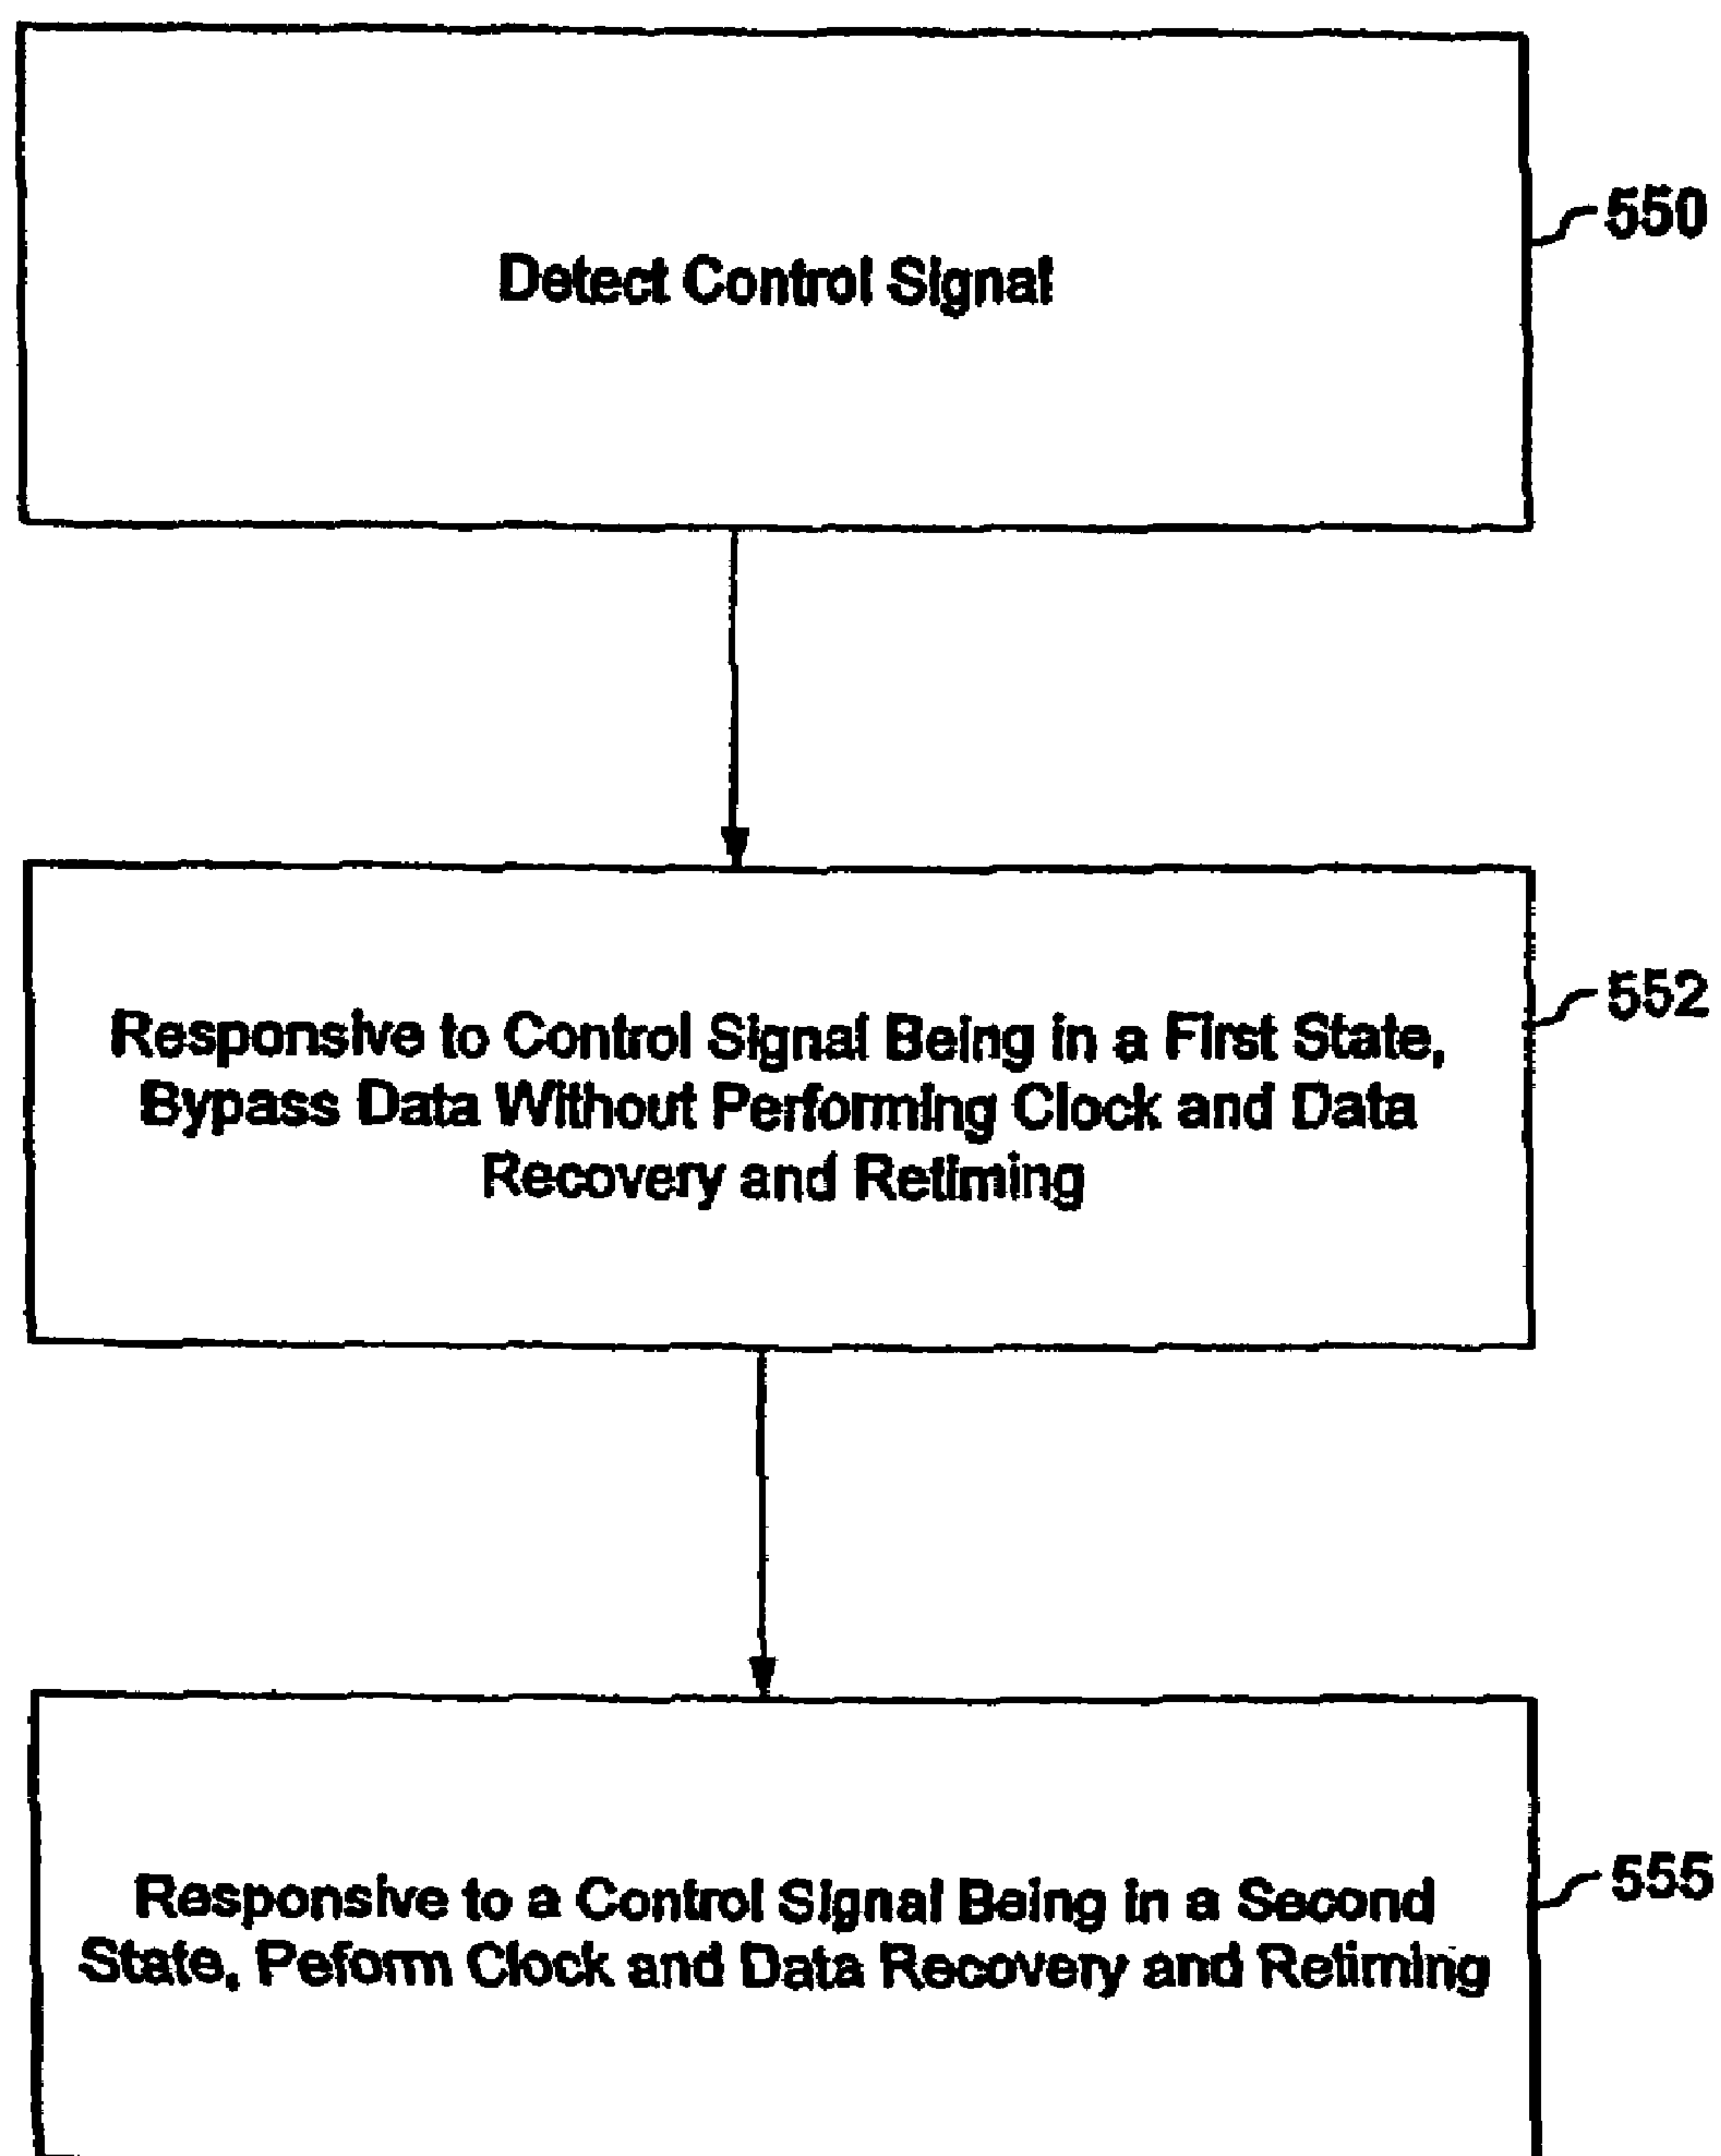 Detect Control Signal
550
Responsive to Control Signal Being in a First State,
Bypass Data Without Performing Clock and Data
Recovery and Retiming
552
Responsive to a Control Signal Being in a Second
State, Peform Clock and Data Recovery and Retiming
555